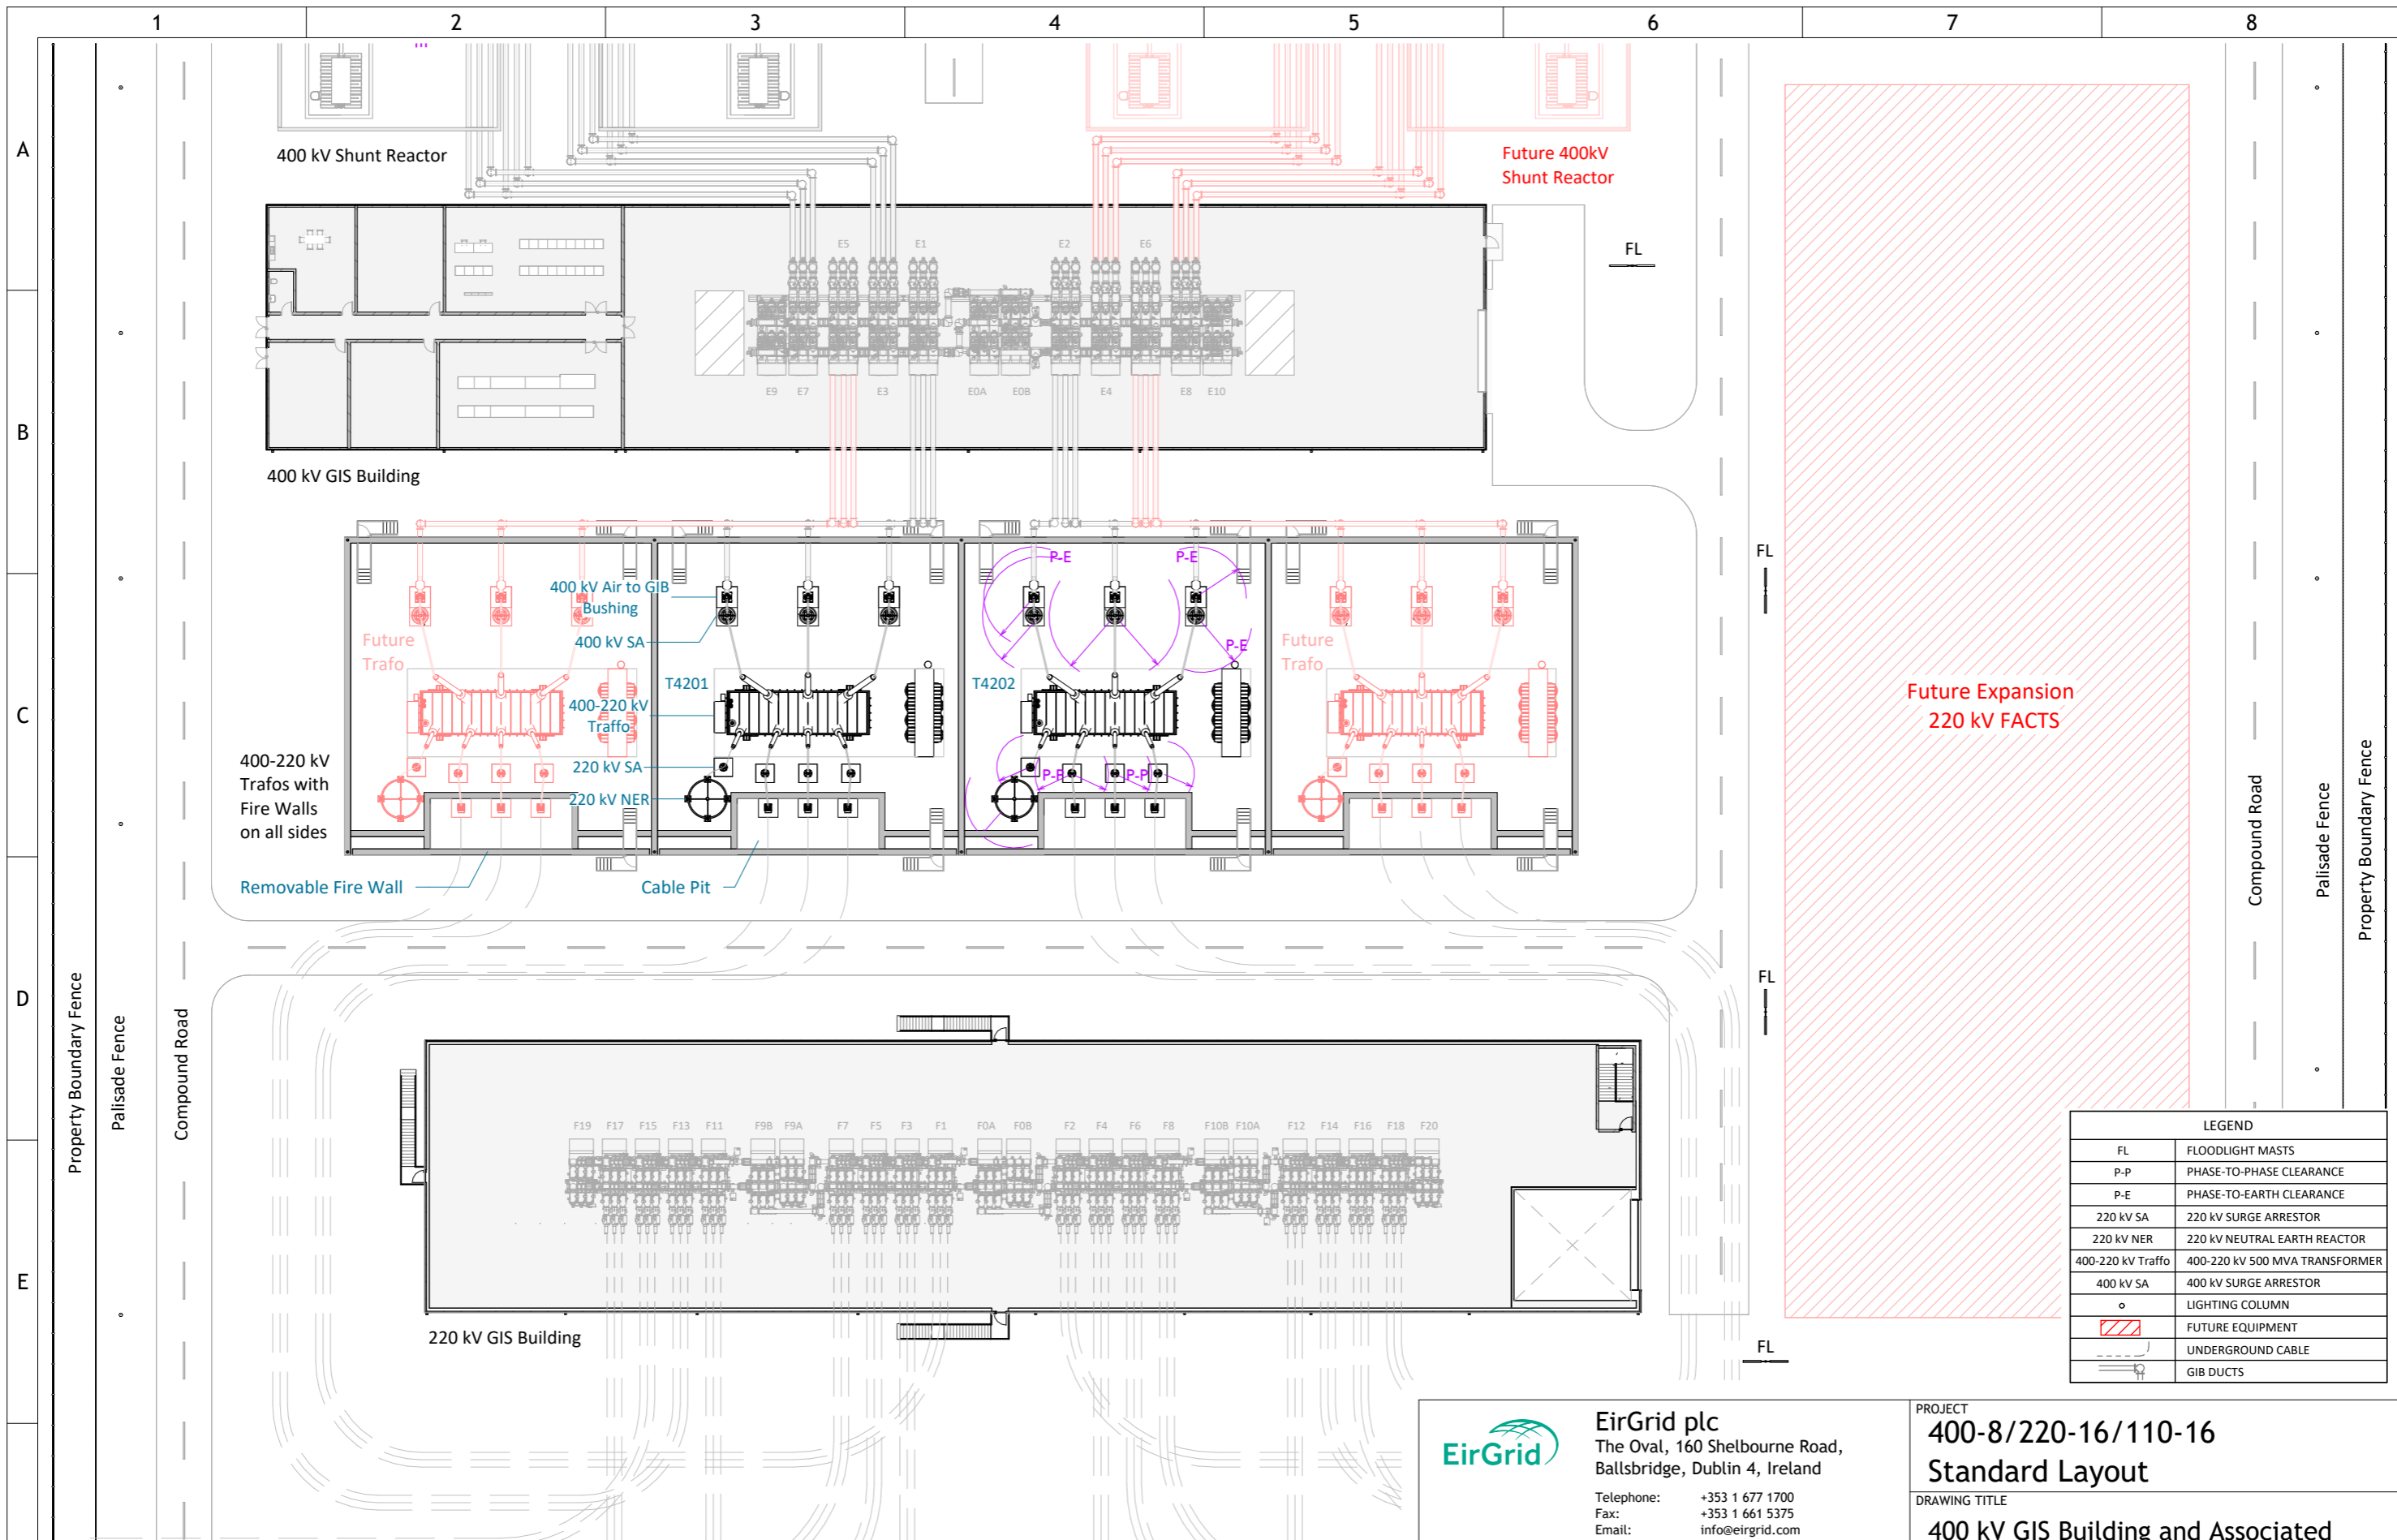 1 2 3 4 5 6 7 8
A
B
C
D
E
400 kV Shunt Reactor
Future 400kV
Shunt Reactor
FL
E5 E1 E2 E6
E9 E7 E3 E0A E0B E4 E8 E10
400 kV GIS Building
FL
P-E P-E
400 kV Air to GIB
Bushing
400 kV SA
P-E
Future
Trafo
Future
Trafo
T4201
T4202
400-220 kV
Traffo
Future Expansion
220 kV FACTS
400-220 kV
Trafos with
Fire Walls
on all sides
220 kV SA
P-P
220 kV NER
Removable Fire Wall
Cable Pit
Property Boundary Fence
Palisade Fence
Compound Road
Compound Road
Palisade Fence
Property Boundary Fence
FL
F19 F17 F15 F13 F11 F9B F9A F7 F5 F3 F1 F0A F0B F2 F4 F6 F8 F10B F10A F12 F14 F16 F18 F20
220 kV GIS Building
FL
LEGEND
FL FLOODLIGHT MASTS
P-P PHASE-TO-PHASE CLEARANCE
P-E PHASE-TO-EARTH CLEARANCE
220 kV SA 220 kV SURGE ARRESTOR
220 kV NER 220 kV NEUTRAL EARTH REACTOR
400-220 kV Traffo 400-220 kV 500 MVA TRANSFORMER
400 kV SA 400 kV SURGE ARRESTOR
LIGHTING COLUMN
FUTURE EQUIPMENT
UNDERGROUND CABLE
GIB DUCTS
EirGrid
EirGrid plc
The Oval, 160 Shelbourne Road,
Ballsbridge, Dublin 4, Ireland
Telephone: +353 1 677 1700
Fax: +353 1 661 5375
Email: info@eirgrid.com
PROJECT
400-8/220-16/110-16
Standard Layout
DRAWING TITLE
400 kV GIS Building and Associated